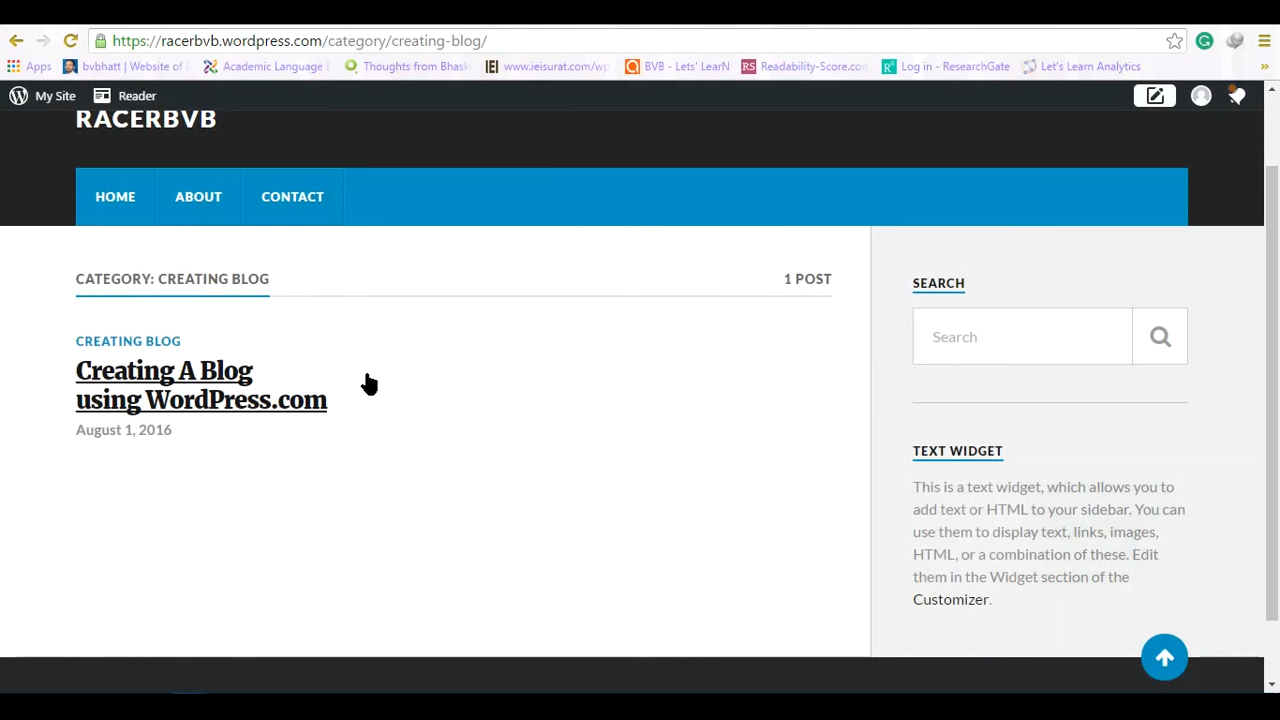 https://racerbvb.wordpress.com/category/creating-blog/
Apps bvbhatt | Website of Academic Language Thoughts from Bhask www.ieisurat.com/wp BVB - Lets' LearN RS Readability-Score.com Log in - ResearchGate Let's Learn Analytics
My Site Reader
RACERBVB
HOME ABOUT CONTACT
CATEGORY: CREATING BLOG 1 POST
CREATING BLOG
Creating A Blog
using WordPress.com
August 1, 2016
SEARCH
Search
TEXT WIDGET
This is a text widget, which allows you to
add text or HTML to your sidebar. You can
use them to display text, links, images,
HTML, or a combination of these. Edit
them in the Widget section of the
Customizer.